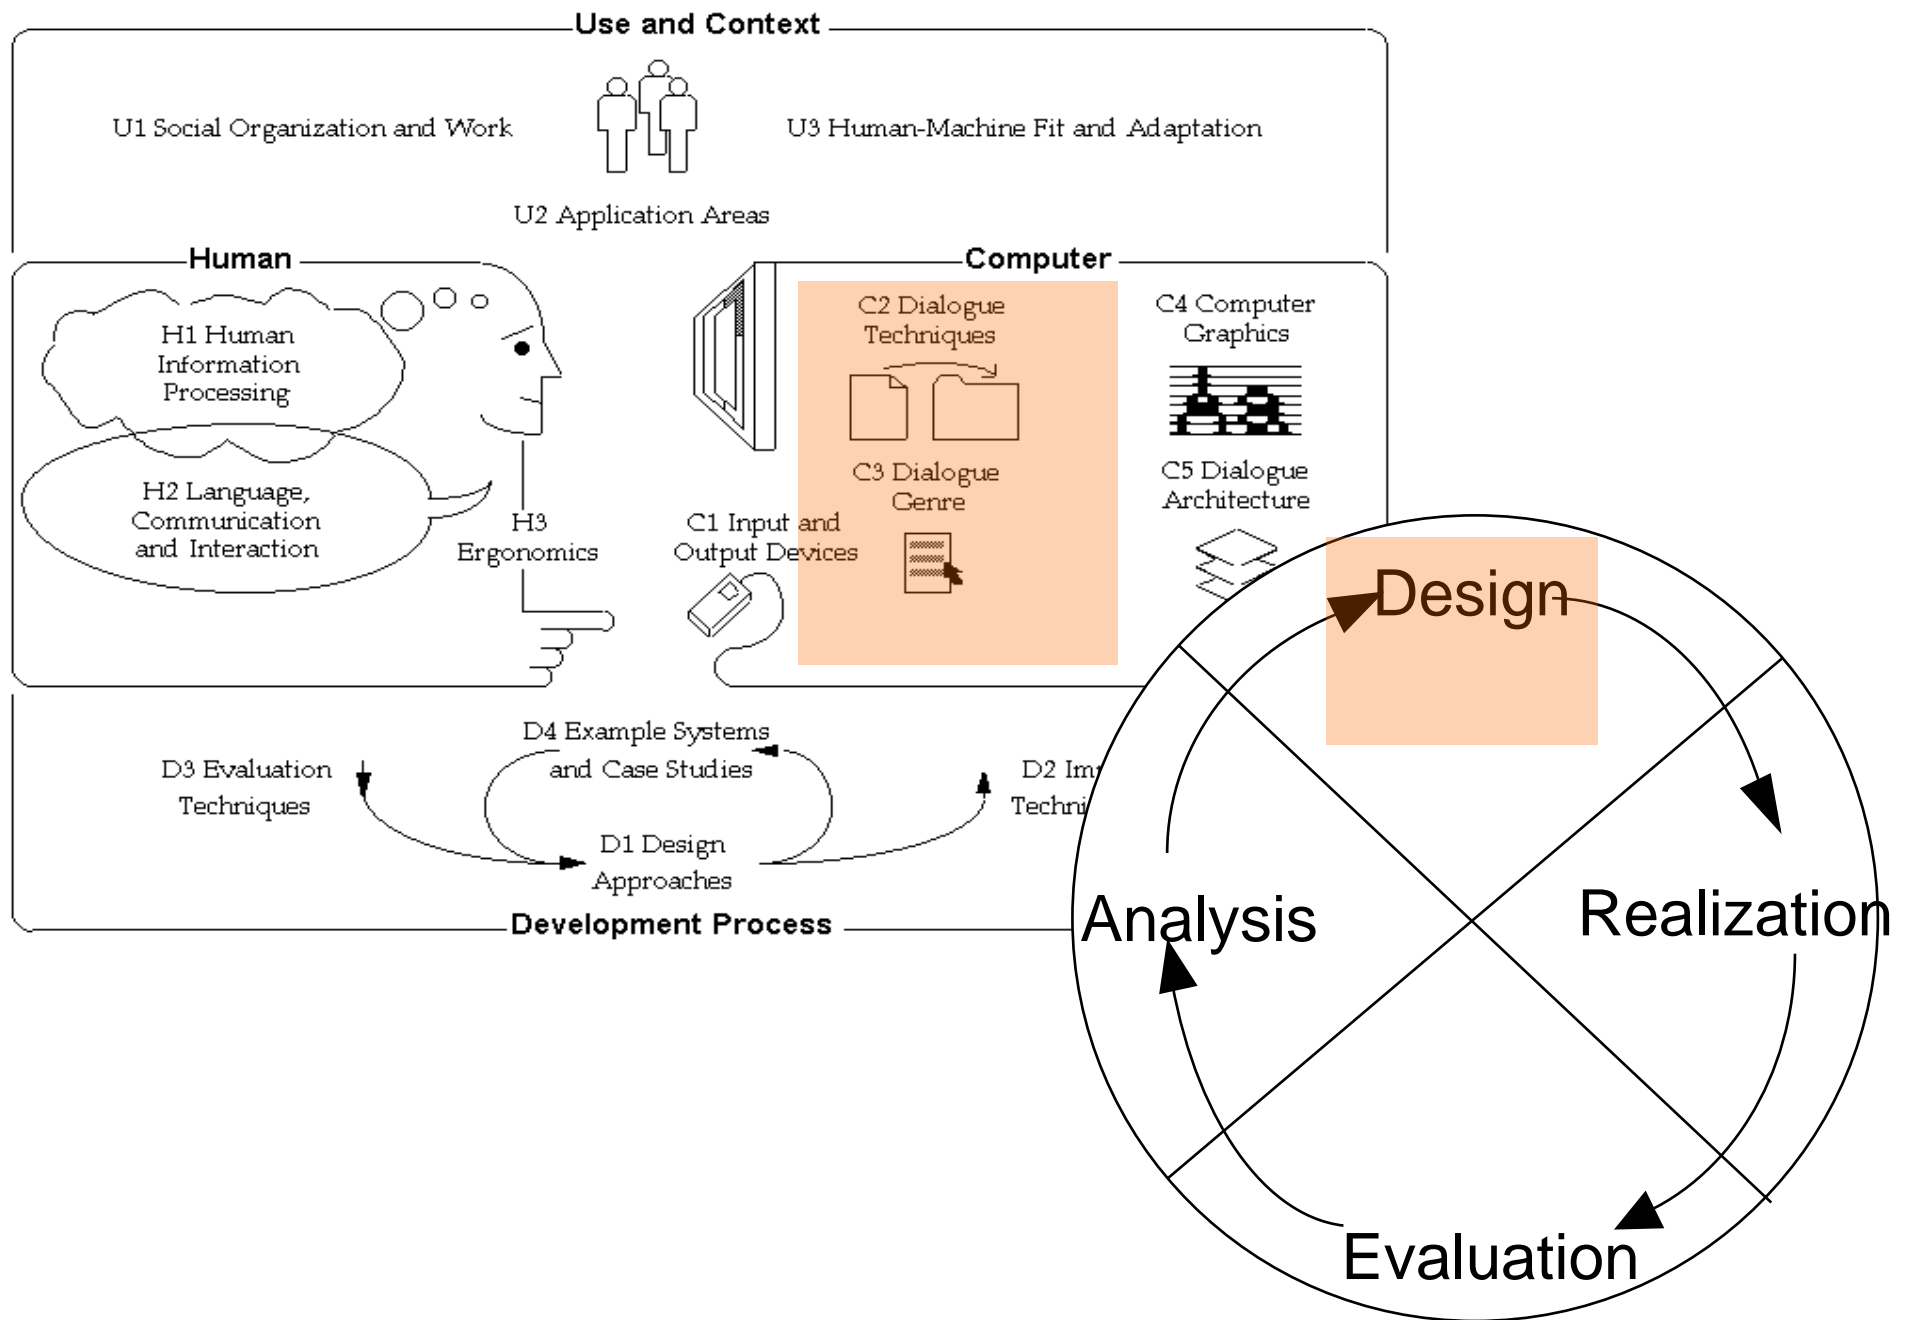 Use and Context
U1 Social Organization and Work
U3 Human-Machine Fit and Adaptation
U2 Application Areas
Human
H1 Human
Information
Processing
H2 Language,
Communication
and Interaction
H3
Ergonomics
Computer
C2 Dialogue
Techniques
C4 Computer
Graphics
C3 Dialogue
Genre
C5 Dialogue
Architecture
C1 Input and
Output Devices
D4 Example Systems
and Case Studies
D3 Evaluation
Techniques
D2
D1 Design
Approaches
Development Process
Design
Realization
Evaluation
Analysis